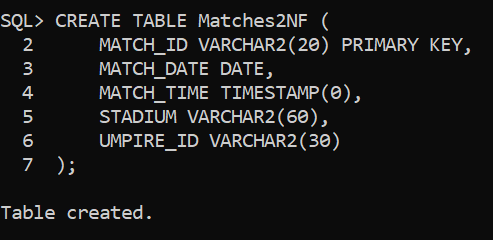 SQL> CREATE TABLE Matches2NF (
  2      MATCH_ID VARCHAR2(20) PRIMARY KEY,
  3      MATCH_DATE DATE,
  4      MATCH_TIME TIMESTAMP(0),
  5      STADIUM VARCHAR2(60),
  6      UMPIRE_ID VARCHAR2(30)
  7  );
Table created.